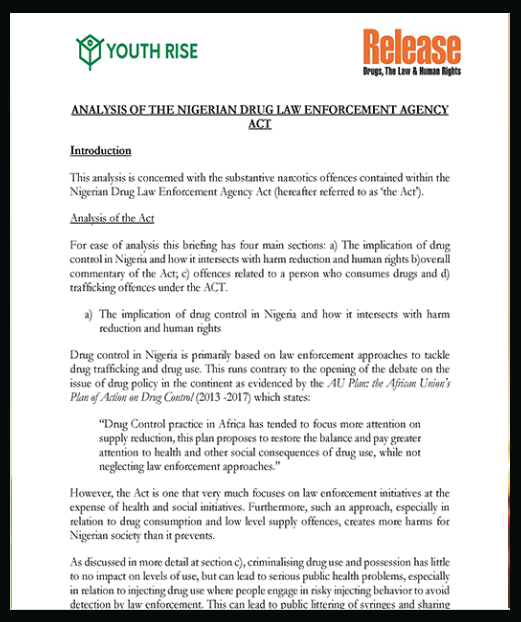 YOUTH RISE
Release
Drugs, The Law & Human Rights
ANALYSIS OF THE NIGERIAN DRUG LAW ENFORCEMENT AGENCY
ACT
Introduction
This analysis is concerned with the substantive narcotics offences contained within the
Nigerian Drug Law Enforcement Agency Act (hereafter referred to as ‘the Act’).
Analysis of the Act
For ease of analysis this briefing has four main sections: a) The implication of drug
control in Nigeria and how it intersects with harm reduction and human rights b)overall
commentary of the Act; c) offences related to a person who consumes drugs and d)
trafficking offences under the ACT.
a) The implication of drug control in Nigeria and how it intersects with harm
reduction and human rights
Drug control in Nigeria is primarily based on law enforcement approaches to tackle
drug trafficking and drug use. This runs contrary to the opening of the debate on the
issue of drug policy in the continent as evidenced by the AU Plan: the African Union’s
Plan of Action on Drug Control (2013 -2017) which states:
“Drug Control practice in Africa has tended to focus more attention on
supply reduction, this plan proposes to restore the balance and pay greater
attention to health and other social consequences of drug use, while not
neglecting law enforcement approaches.”
However, the Act is one that very much focuses on law enforcement initiatives at the
expense of health and social initiatives. Furthermore, such an approach, especially in
relation to drug consumption and low level supply offences, creates more harms for
Nigerian society than it prevents.
As discussed in more detail at section c), criminalising drug use and possession has little
to no impact on levels of use, but can lead to serious public health problems, especially
in relation to injecting drug use where people engage in risky injecting behavior to avoid
detection by law enforcement. This can lead to public littering of syringes and sharing